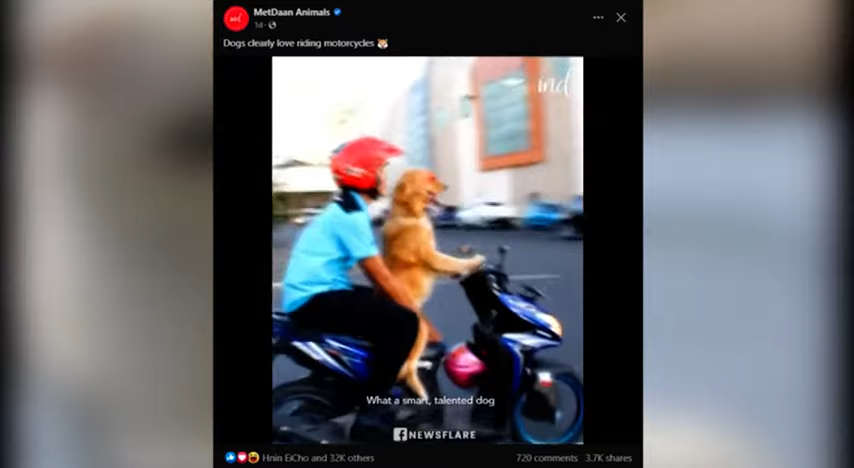 md
MetDaan Animals
1d ·
Dogs clearly love riding motorcycles
md
What a smart, talented dog
NEWSFLARE
Hnin EiCho and 32K others
720 comments 3.7K shares